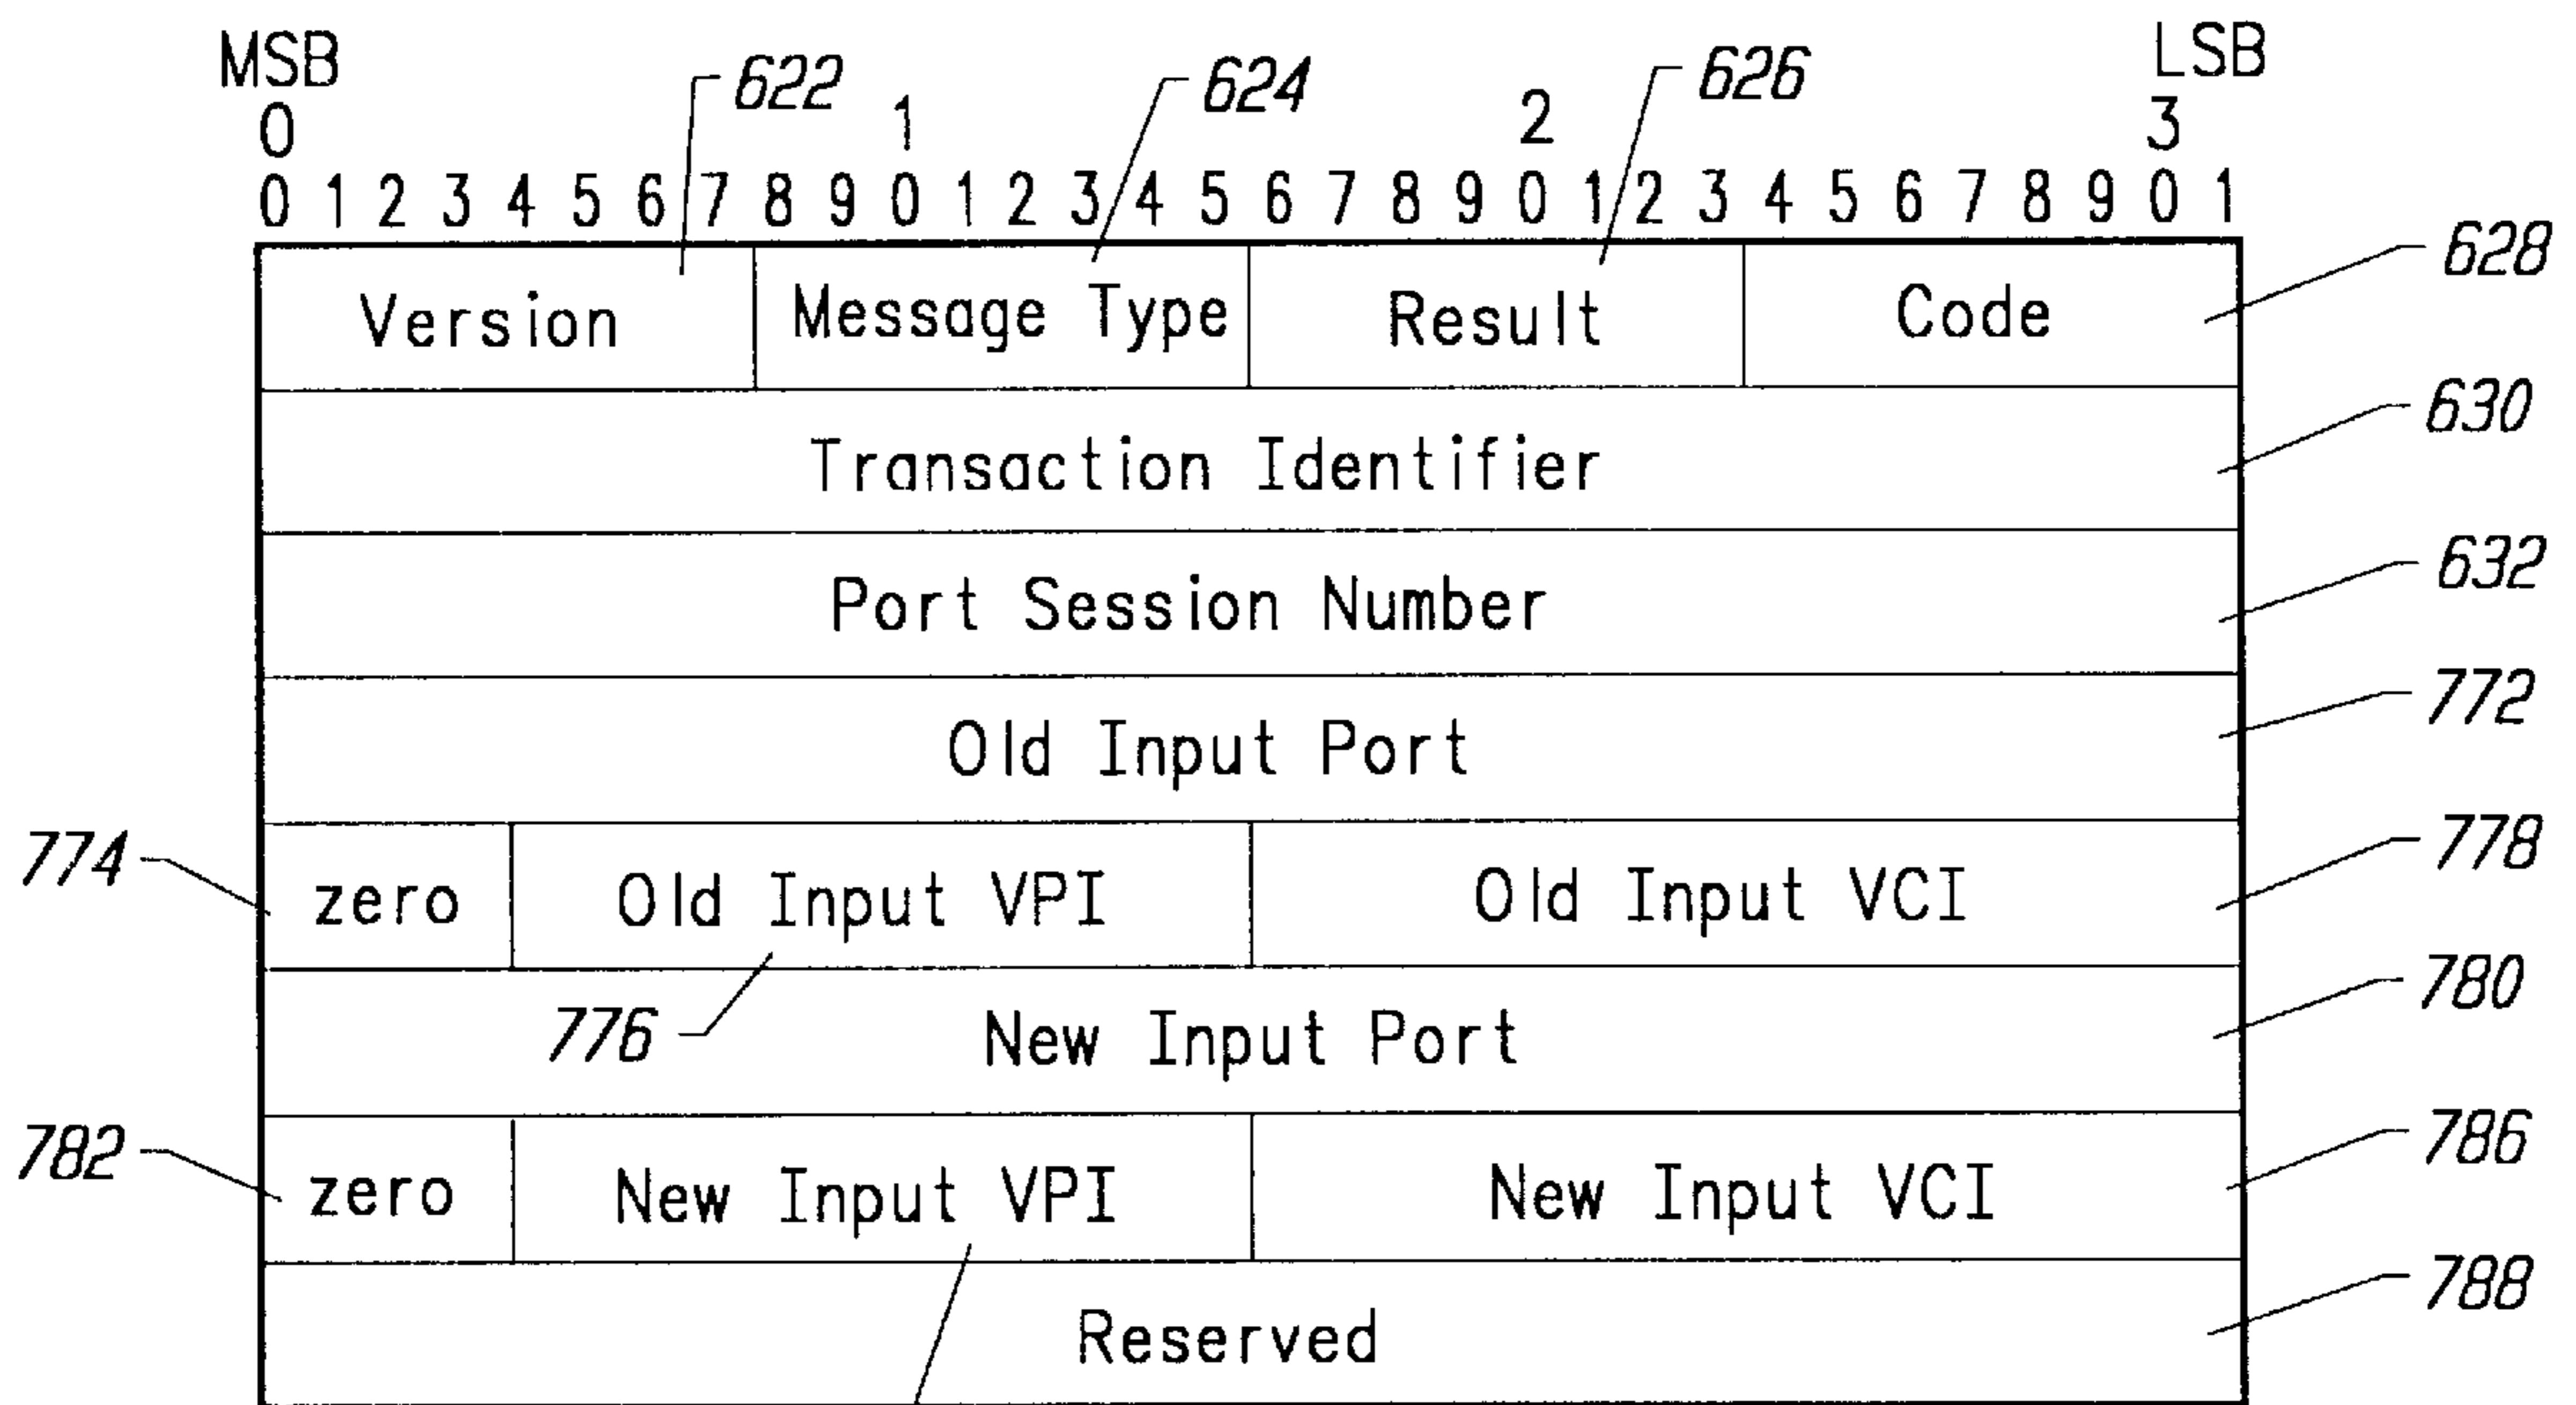 MSB LSB
622 624 626
0 1 2 3
0 1 2 3 4 5 6 7 8 9 0 1 2 3 4 5 6 7 8 9 0 1 2 3 4 5 6 7 8 9 0 1
628
Version Message Type Result Code
630
Transaction Identifier
632
Port Session Number
772
Old Input Port
774 778
zero Old Input VPI Old Input VCI
780
776 New Input Port
782 786
zero New Input VPI New Input VCI
788
Reserved